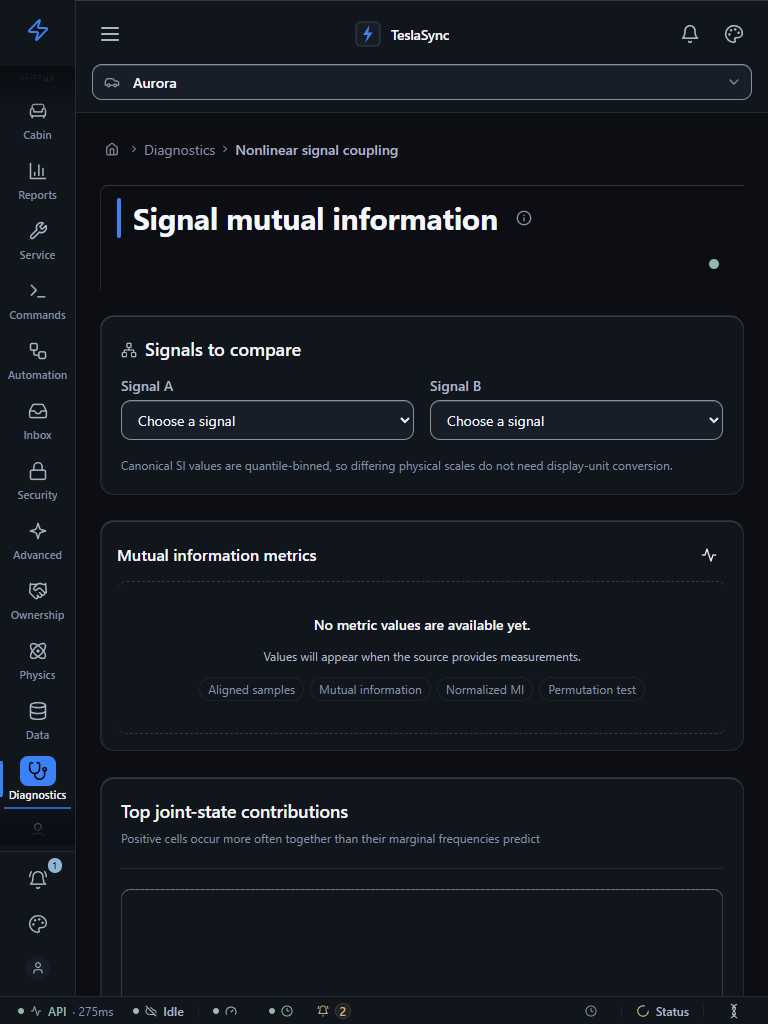 TeslaSync
Aurora
Energy
Cabin
Reports
Service
Commands
Automation
Inbox
Security
Advanced
Ownership
Physics
Data
Diagnostics
1
Diagnostics
Nonlinear signal coupling
Signal mutual information
Signals to compare
Signal A
Signal B
Choose a signal
Choose a signal
Canonical SI values are quantile-binned, so differing physical scales do not need display-unit conversion.
Mutual information metrics
No metric values are available yet.
Values will appear when the source provides measurements.
Aligned samples
Mutual information
Normalized MI
Permutation test
Top joint-state contributions
Positive cells occur more often together than their marginal frequencies predict
API · 275ms
Idle
2
Status